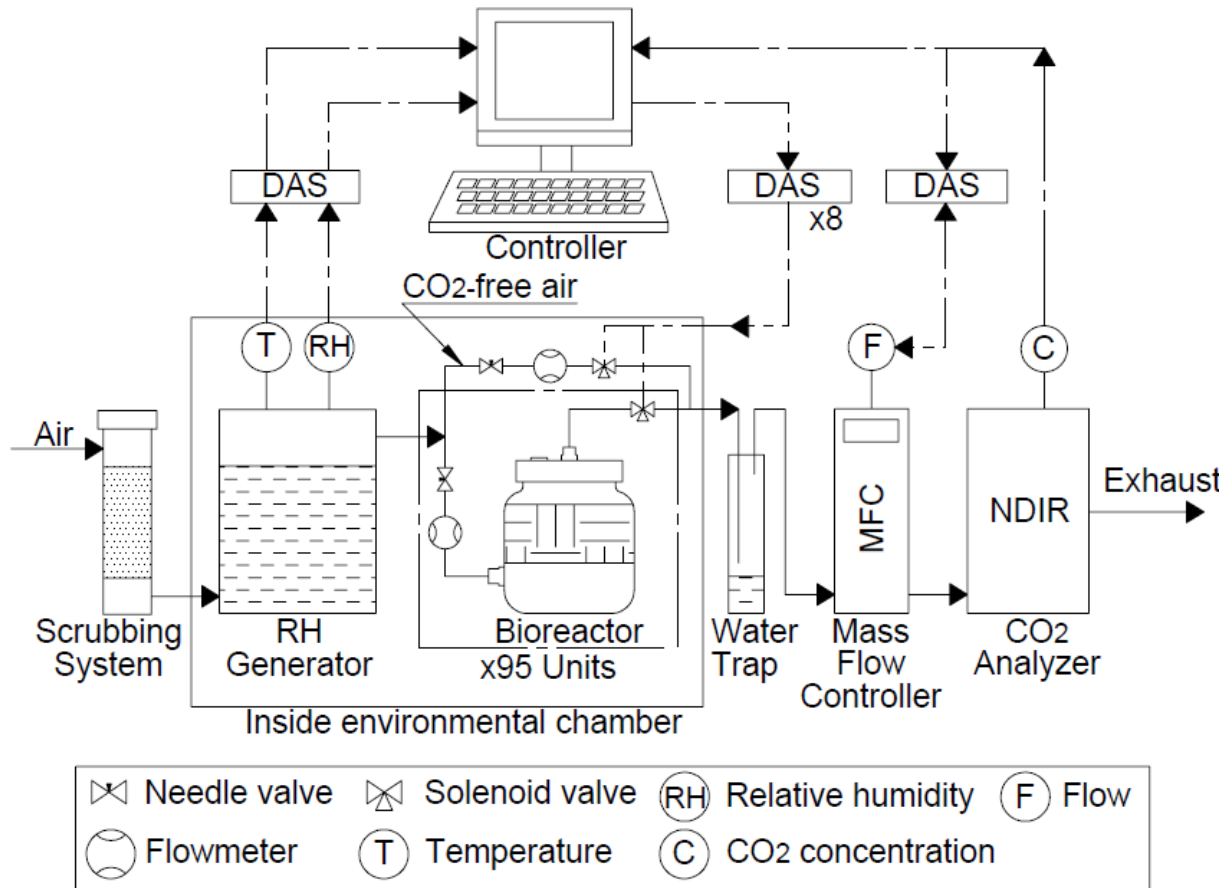 DAS
Controller
DAS
x8
DAS
CO2-free air
T
RH
F
C
Air
MFC
NDIR
Exhaust
Scrubbing
System
RH
Generator
Bioreactor
x95 Units
Water
Trap
Mass
Flow
Controller
CO2
Analyzer
Inside environmental chamber
Needle valve
Solenoid valve
RH Relative humidity
F Flow
Flowmeter
T Temperature
C CO2 concentration